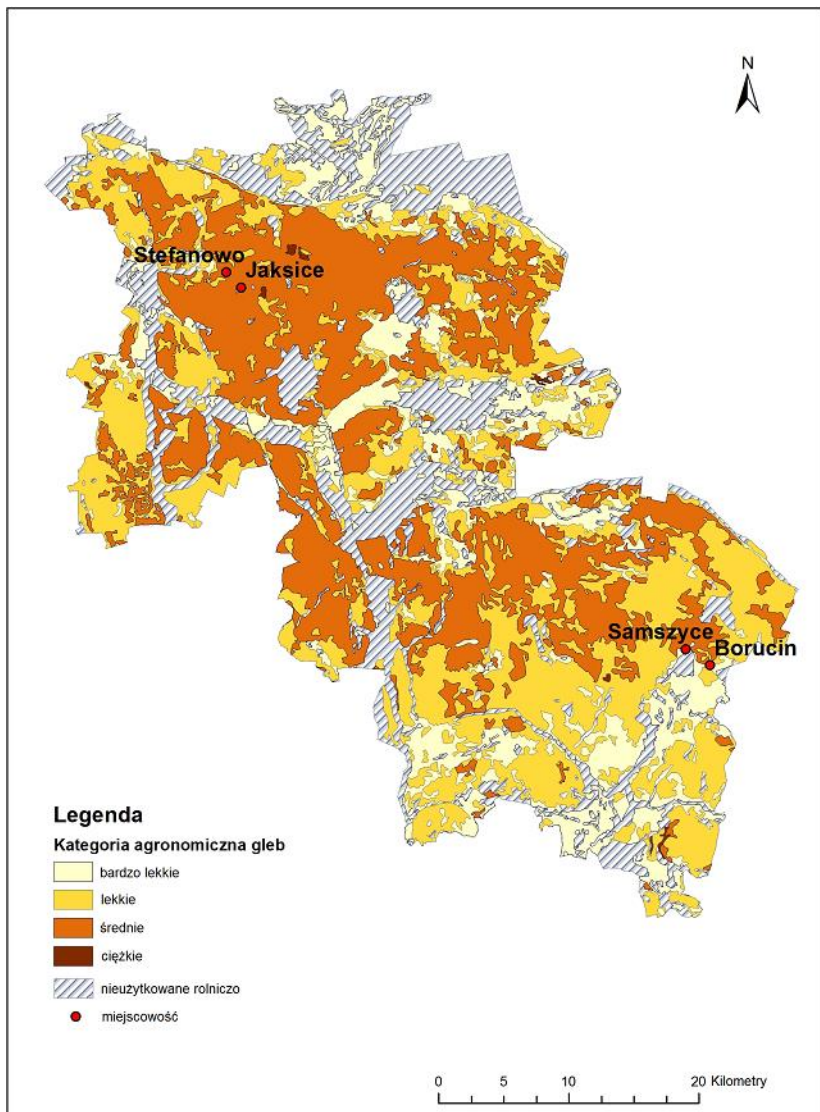 N
Stefanowo
Jaksice
Samszyce
Borucin
Legenda
Kategoria agronomiczna gleb
bardzo lekkie
lekkie
średnie
ciężkie
nieużytkowane rolniczo
miejscowość
0 5 10 20 Kilometry